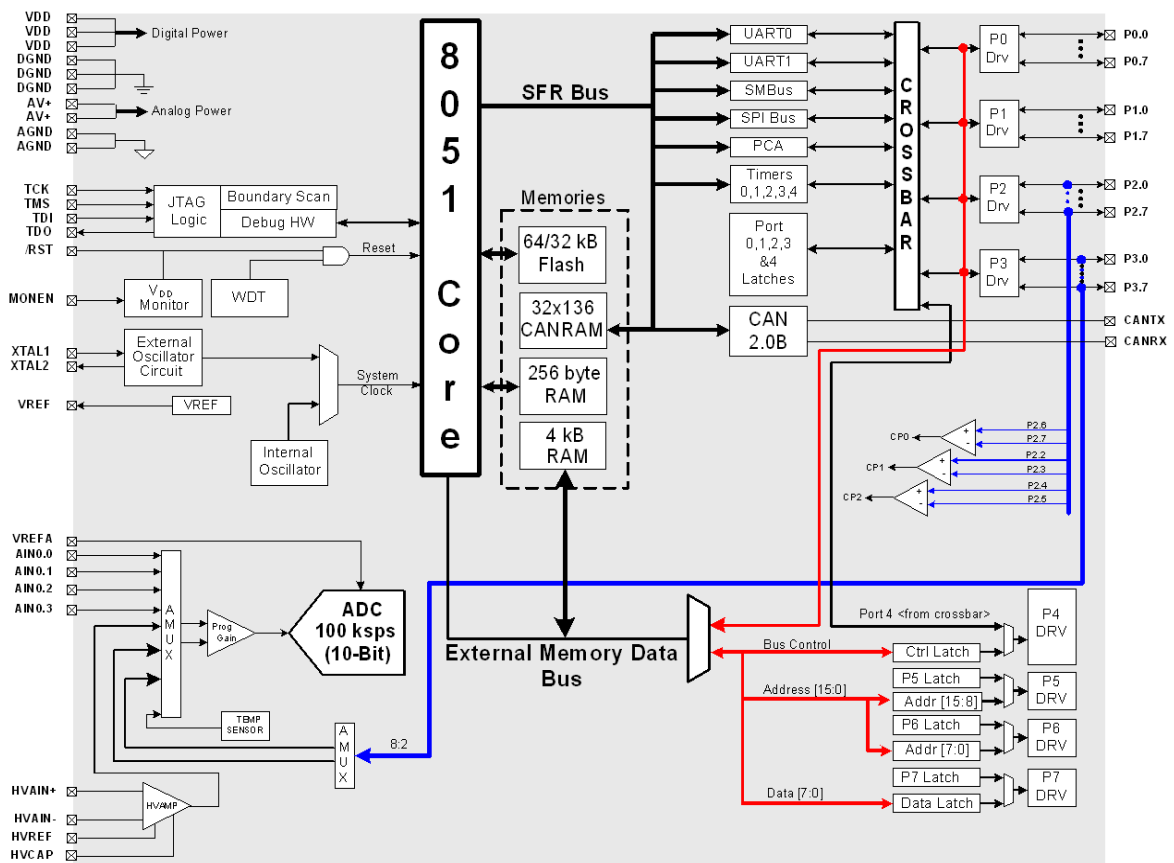 VDD
VDD
VDD
DGND
DGND
DGND
AV+
AV+
AGND
AGND
Digital Power
Analog Power
TCK
TMS
TDI
TDO
/RST
MONEN
XTAL1
XTAL2
VREF
JTAG
Logic
Boundary Scan
Debug HW
Reset
VDD
Monitor
WDT
External
Oscillator
Circuit
System
Clock
VREF
Internal
Oscillator
8051 Core
SFR Bus
Memories
64/32 kB
Flash
32x136
CANRAM
256 byte
RAM
4 kB
RAM
UART0
UART1
SMBus
SPI Bus
PCA
Timers
0,1,2,3,4
Port
0,1,2,3
&4
Latches
CAN
2.0B
CROSSBAR
P0
Drv
P1
Drv
P2
Drv
P3
Drv
P0.0
P0.7
P1.0
P1.7
P2.0
P2.7
P3.0
P3.7
CANTX
CANRX
CP0
+
-
P2.6
P2.7
CP1
+
-
P2.2
P2.3
CP2
+
-
P2.4
P2.5
VREFA
AIN0.0
AIN0.1
AIN0.2
AIN0.3
AMUX
Prog
Gain
ADC
100 ksps
(10-Bit)
TEMP
SENSOR
AMUX
8:2
HVAIN+
HVAIN-
HVREF
HVCAP
HVAMP
External Memory Data
Bus
Port 4 <from crossbar>
Bus Control
Ctrl Latch
P4
DRV
Address [15:0]
P5 Latch
Addr [15:8]
P5
DRV
P6 Latch
Addr [7:0]
P6
DRV
Data [7:0]
P7 Latch
Data Latch
P7
DRV